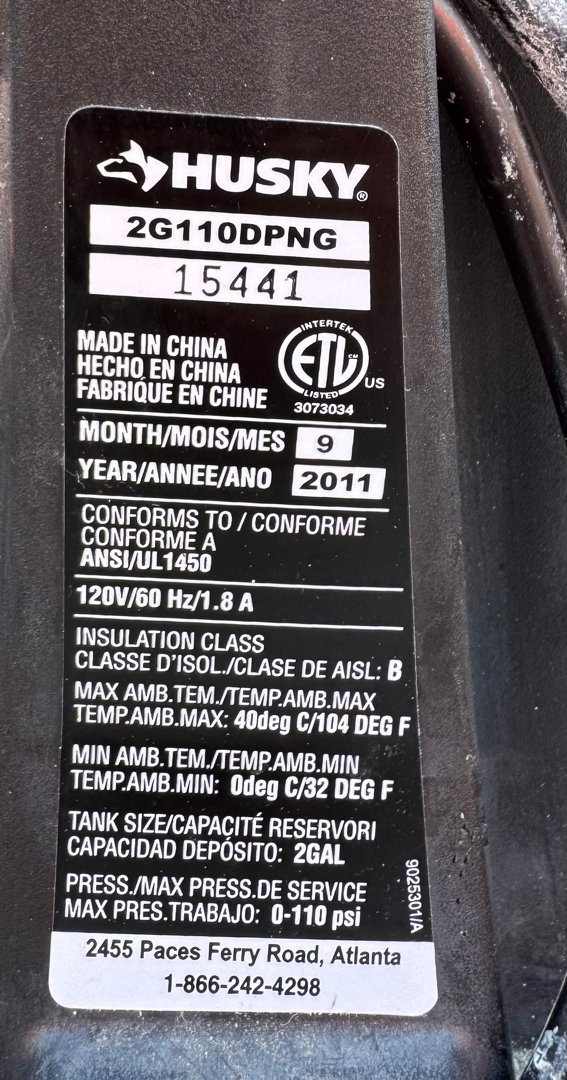 HUSKY®
2G110DPNG
15441
MADE IN CHINA
HECHO EN CHINA
FABRIQUÉ EN CHINE
INTERTEK
ETL CM
US
LISTED
3073034
MONTH/MOIS/MES 9
YEAR/ANNEE/ANO 2011
CONFORMS TO / CONFORME
CONFORME A
ANSI/UL1450
120V/60 Hz/1.8 A
INSULATION CLASS
CLASSE D'ISOL./CLASE DE AISL: B
MAX AMB.TEM./TEMP.AMB.MAX
TEMP.AMB.MAX: 40deg C/104 DEG F
MIN AMB.TEM./TEMP.AMB.MIN
TEMP.AMB.MIN: 0deg C/32 DEG F
TANK SIZE/CAPACITÉ RESERVORI
CAPACIDAD DEPÓSITO: 2GAL
PRESS./MAX PRESS.DE SERVICE
MAX PRES.TRABAJO: 0-110 psi
9025301/A
2455 Paces Ferry Road, Atlanta
1-866-242-4298